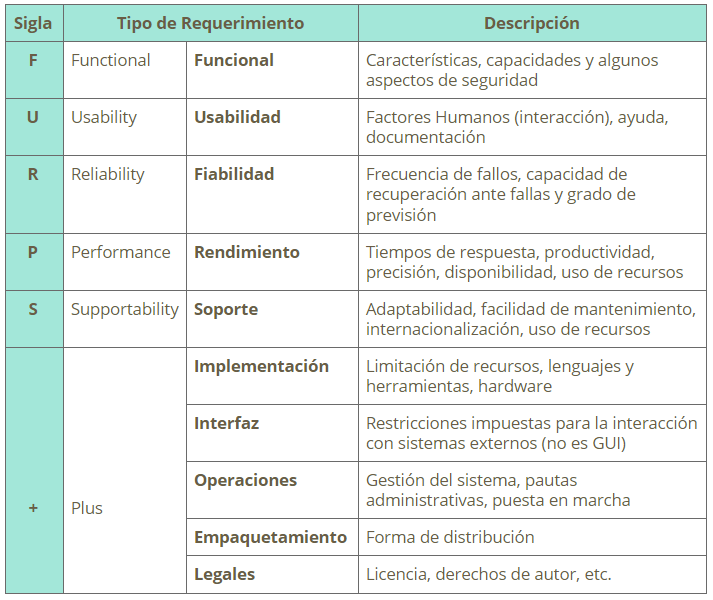 Sigla Tipo de Requerimiento Descripción
F Functional Funcional Características, capacidades y algunos
aspectos de seguridad
U Usability Usabilidad Factores Humanos (interacción), ayuda,
documentación
R Reliability Fiabilidad Frecuencia de fallos, capacidad de
recuperación ante fallas y grado de
previsión
P Performance Rendimiento Tiempos de respuesta, productividad,
precisión, disponibilidad, uso de recursos
S Supportability Soporte Adaptabilidad, facilidad de mantenimiento,
internacionalización, uso de recursos
+ Plus Implementación Limitación de recursos, lenguajes y
herramientas, hardware
Interfaz Restricciones impuestas para la interacción
con sistemas externos (no es GUI)
Operaciones Gestión del sistema, pautas
administrativas, puesta en marcha
Empaquetamiento Forma de distribución
Legales Licencia, derechos de autor, etc.